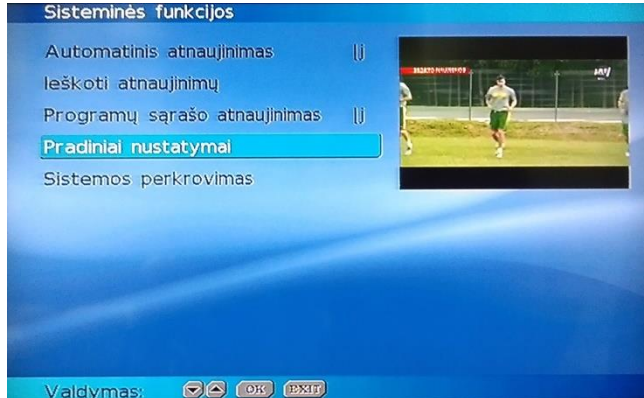 Sisteminės funkcijos
Automatinis atnaujinimas Įj
Ieškoti atnaujinimų
Programų sąrašo atnaujinimas Įj
Pradiniai nustatymai
Sistemos perkrovimas
Valdymas: OK EXIT